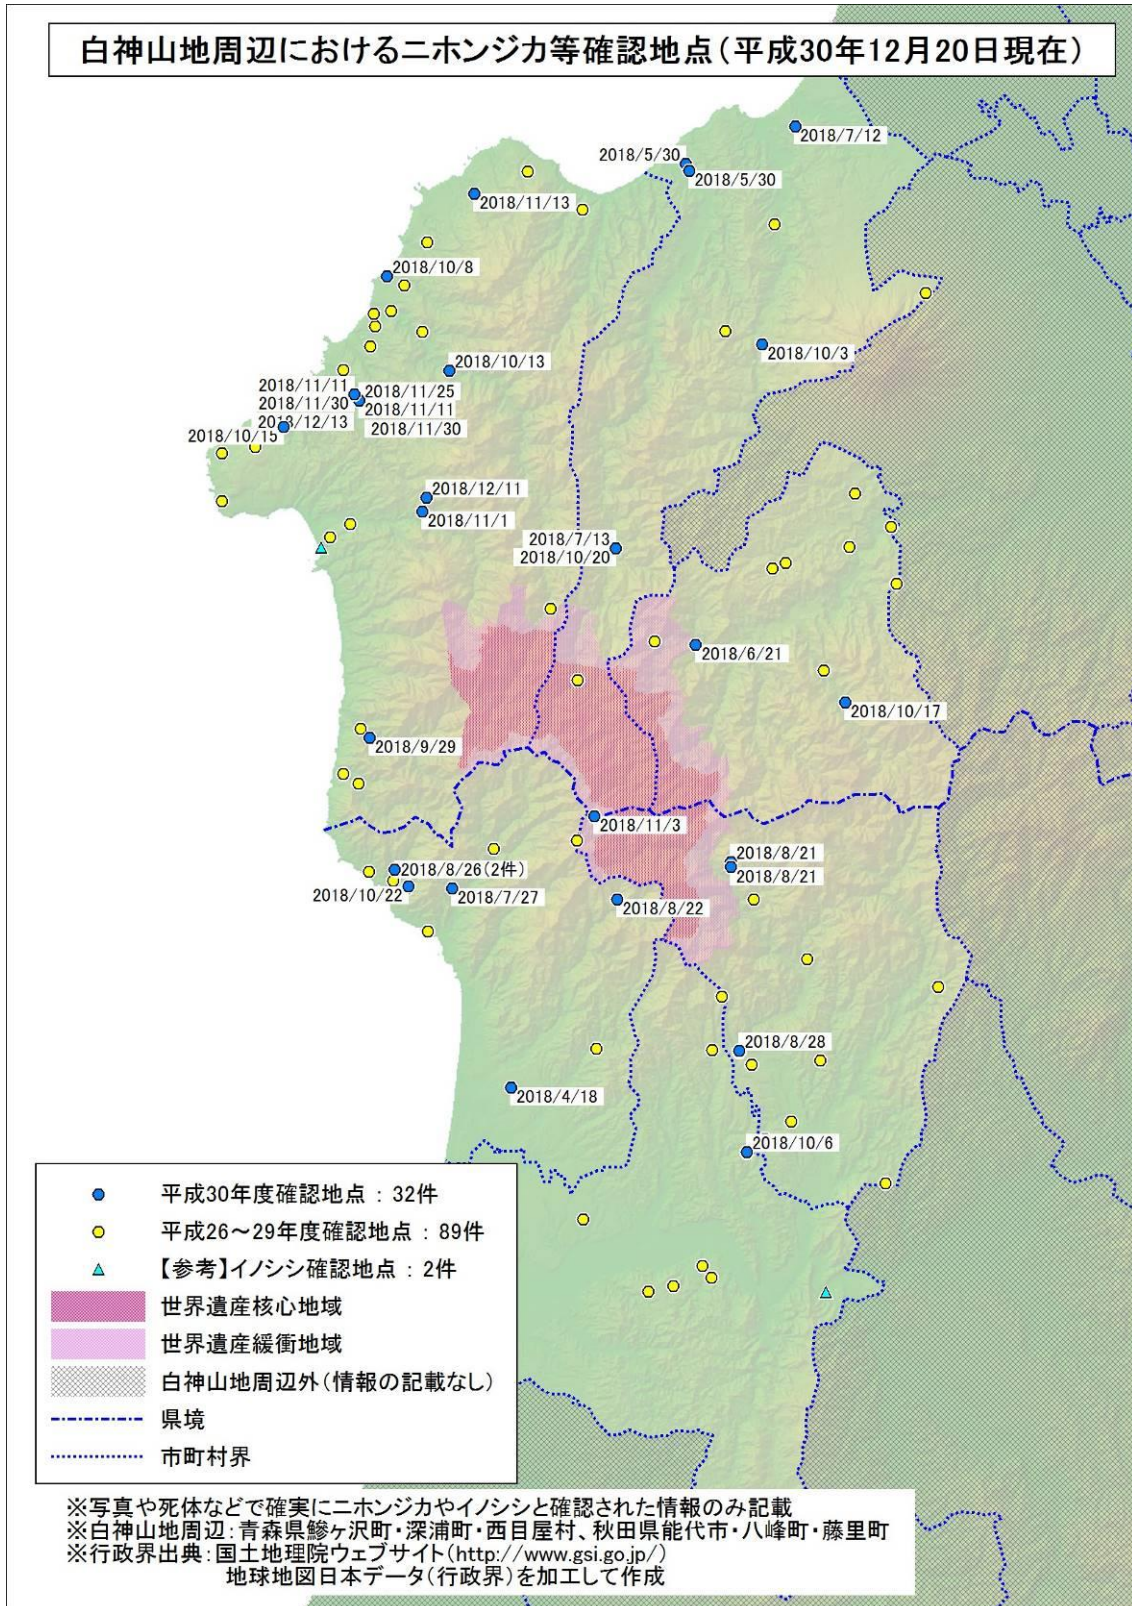 白神山地周辺におけるニホンジカ等確認地点(平成30年12月20日現在)
2018/7/12
2018/5/30
2018/5/30
2018/11/13
2018/10/8
2018/10/3
2018/10/13
2018/11/11
2018/11/25
2018/11/30
2018/11/11
2018/12/13
2018/11/30
2018/10/15
2018/12/11
2018/11/1
2018/7/13
2018/10/20
2018/6/21
2018/10/17
2018/9/29
2018/11/3
2018/8/21
2018/8/21
2018/8/26(2件)
2018/10/22
2018/7/27
2018/8/22
2018/8/28
2018/4/18
2018/10/6
平成30年度確認地点 : 32件
平成26～29年度確認地点 : 89件
【参考】イノシシ確認地点 : 2件
世界遺産核心地域
世界遺産緩衝地域
白神山地周辺外(情報の記載なし)
県境
市町村界
※写真や死体などで確実にニホンジカやイノシシと確認された情報のみ記載
※白神山地周辺:青森県鰺ヶ沢町・深浦町・西目屋村、秋田県能代市・八峰町・藤里町
※行政界出典:国土地理院ウェブサイト(http://www.gsi.go.jp/)
地球地図日本データ(行政界)を加工して作成